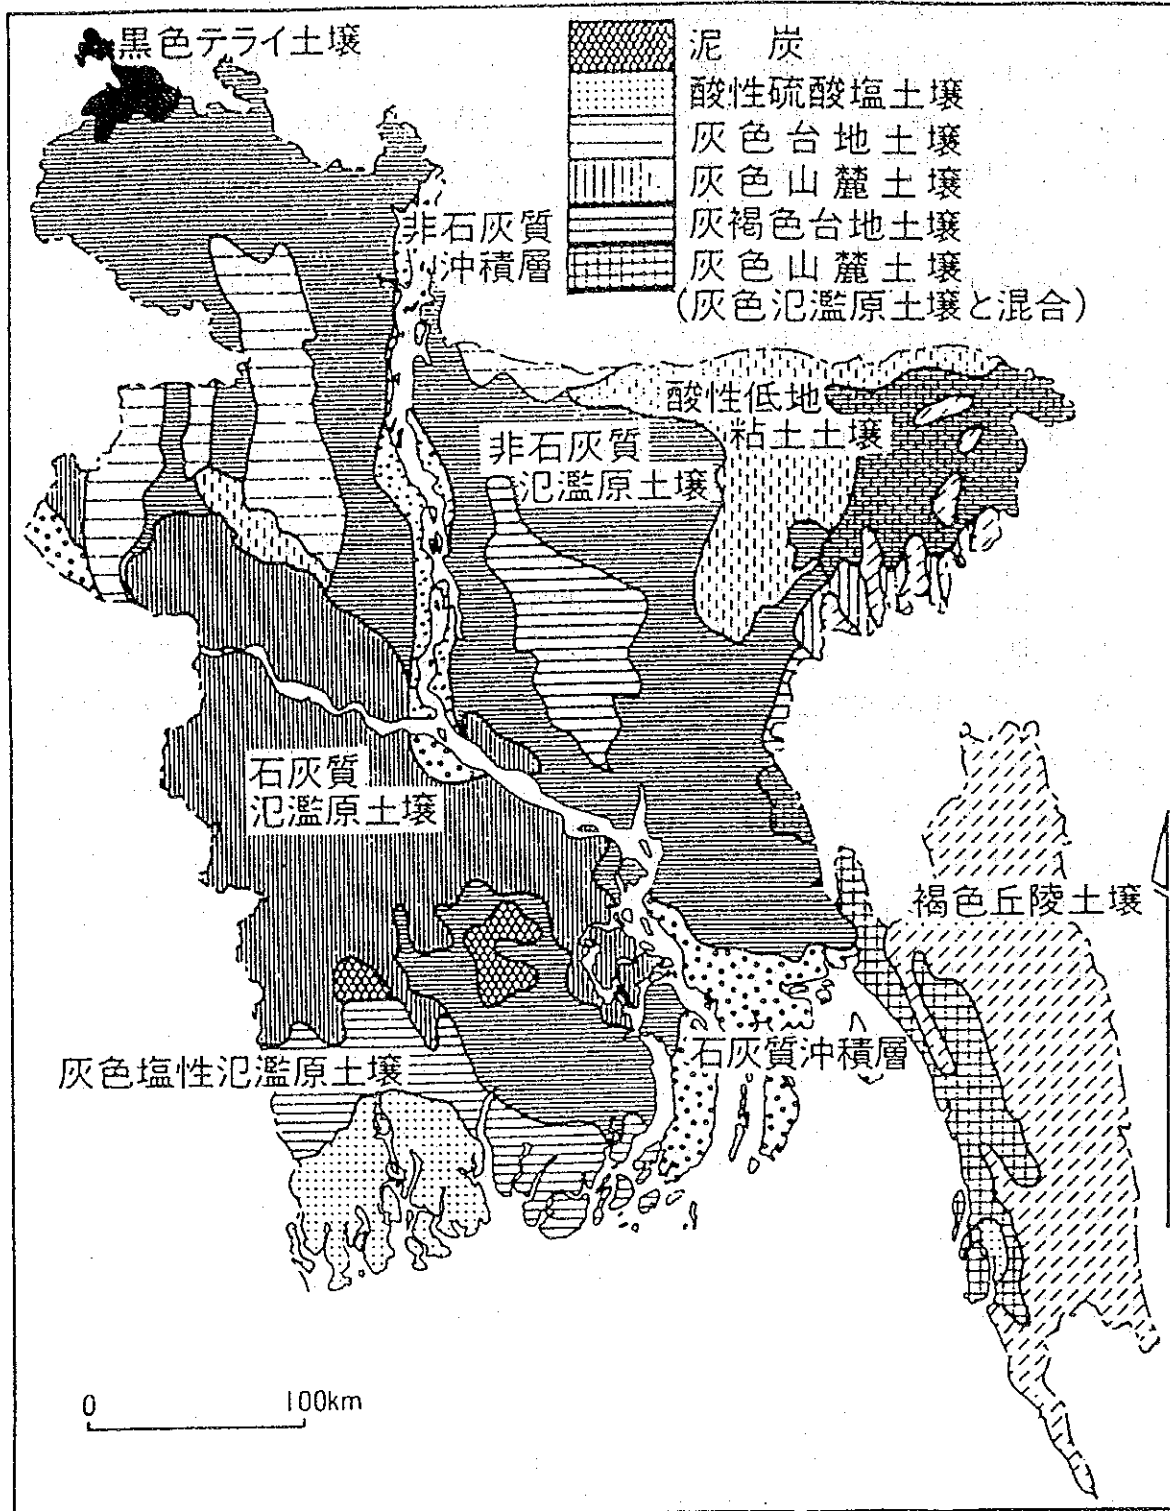 黒色テライ土壌
泥炭
酸性硫酸塩土壌
灰色台地土壌
灰色山麓土壌
灰褐色台地土壌
灰色山麓土壌
(灰色氾濫原土壌と混合)
非石灰質
沖積層
酸性低地
粘土土壌
非石灰質
氾濫原土壌
石灰質
氾濫原土壌
褐色丘陵土壌
石灰質沖積層
灰色塩性氾濫原土壌
0 100km